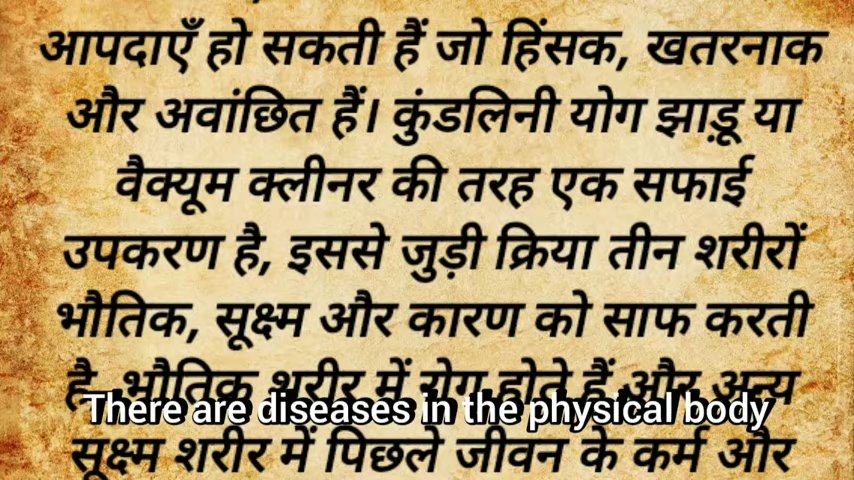 आपदाएँ हो सकती हैं जो हिंसक, खतरनाक
और अवांछित हैं। कुंडलिनी योग झाड़ू या
वैक्यूम क्लीनर की तरह एक सफाई
उपकरण है, इससे जुड़ी क्रिया तीन शरीरों
भौतिक, सूक्ष्म और कारण को साफ करती
है, भौतिक शरीर में रोग होते हैं और अन्य
There are diseases in the physical body
सूक्ष्म शरीर में पिछले जीवन के कर्म और